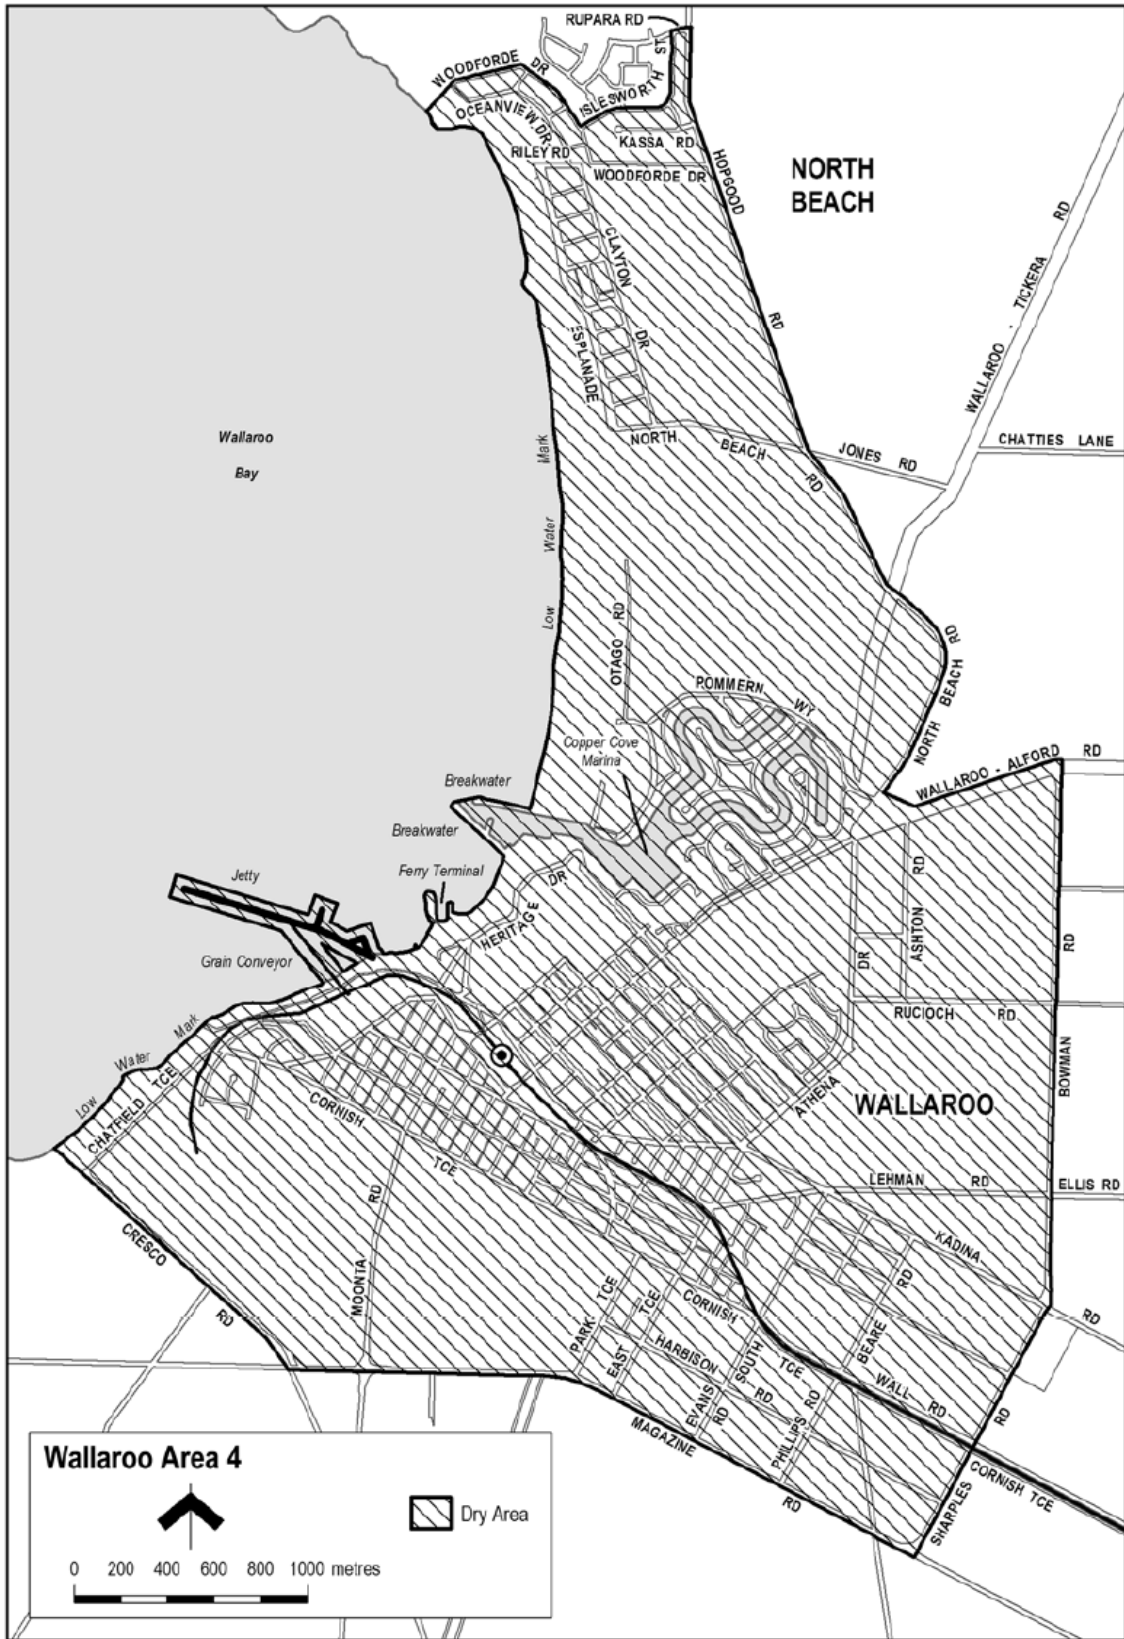 RUPARA RD
WOODFORDE DR
ISLESWORTH ST
OCEANVIEW DR
KASSA RD
RILEY RD
WOODFORDE DR
HOPGOOD RD
NORTH
BEACH
CLAYTON DR
ESPLANADE
WALLAROO - TICKERA RD
NORTH BEACH RD
JONES RD
CHATTIES LANE
Wallaroo
Bay
Low Water Mark
OTAGO RD
NORTH BEACH RD
POMMERN WY
Copper Cove
Marina
WALLAROO - ALFORD RD
Breakwater
Breakwater
Ferry Terminal
Jetty
HERITAGE DR
Grain Conveyor
ASHTON RD
DR
RUCIOCH RD
BOWMAN RD
Low Water Mark
CHATFIELD TCE
CORNISH TCE
ATHENA
WALLAROO
LEHMAN RD
ELLIS RD
MOONTA RD
CRESCO RD
KADINA RD
PARK TCE
EAST TCE
CORNISH TCE
HARBISON RD
SOUTH
EVANS RD
BEARE RD
PHILLIPS RD
WALL RD
MAGAZINE RD
SHARPLES RD
CORNISH TCE
Wallaroo Area 4
Dry Area
0 200 400 600 800 1000 metres